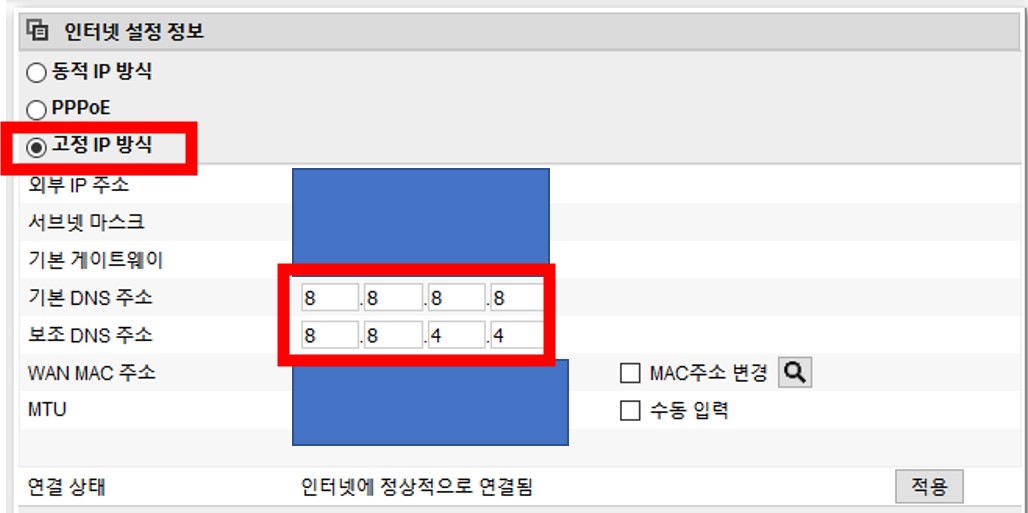 인터넷 설정 정보
동적 IP 방식
PPPoE
고정 IP 방식
외부 IP 주소
서브넷 마스크
기본 게이트웨이
기본 DNS 주소 8 .8 .8 .8
보조 DNS 주소 8 .8 .4 .4
WAN MAC 주소 MAC주소 변경
MTU 수동 입력
연결 상태 인터넷에 정상적으로 연결됨 적용